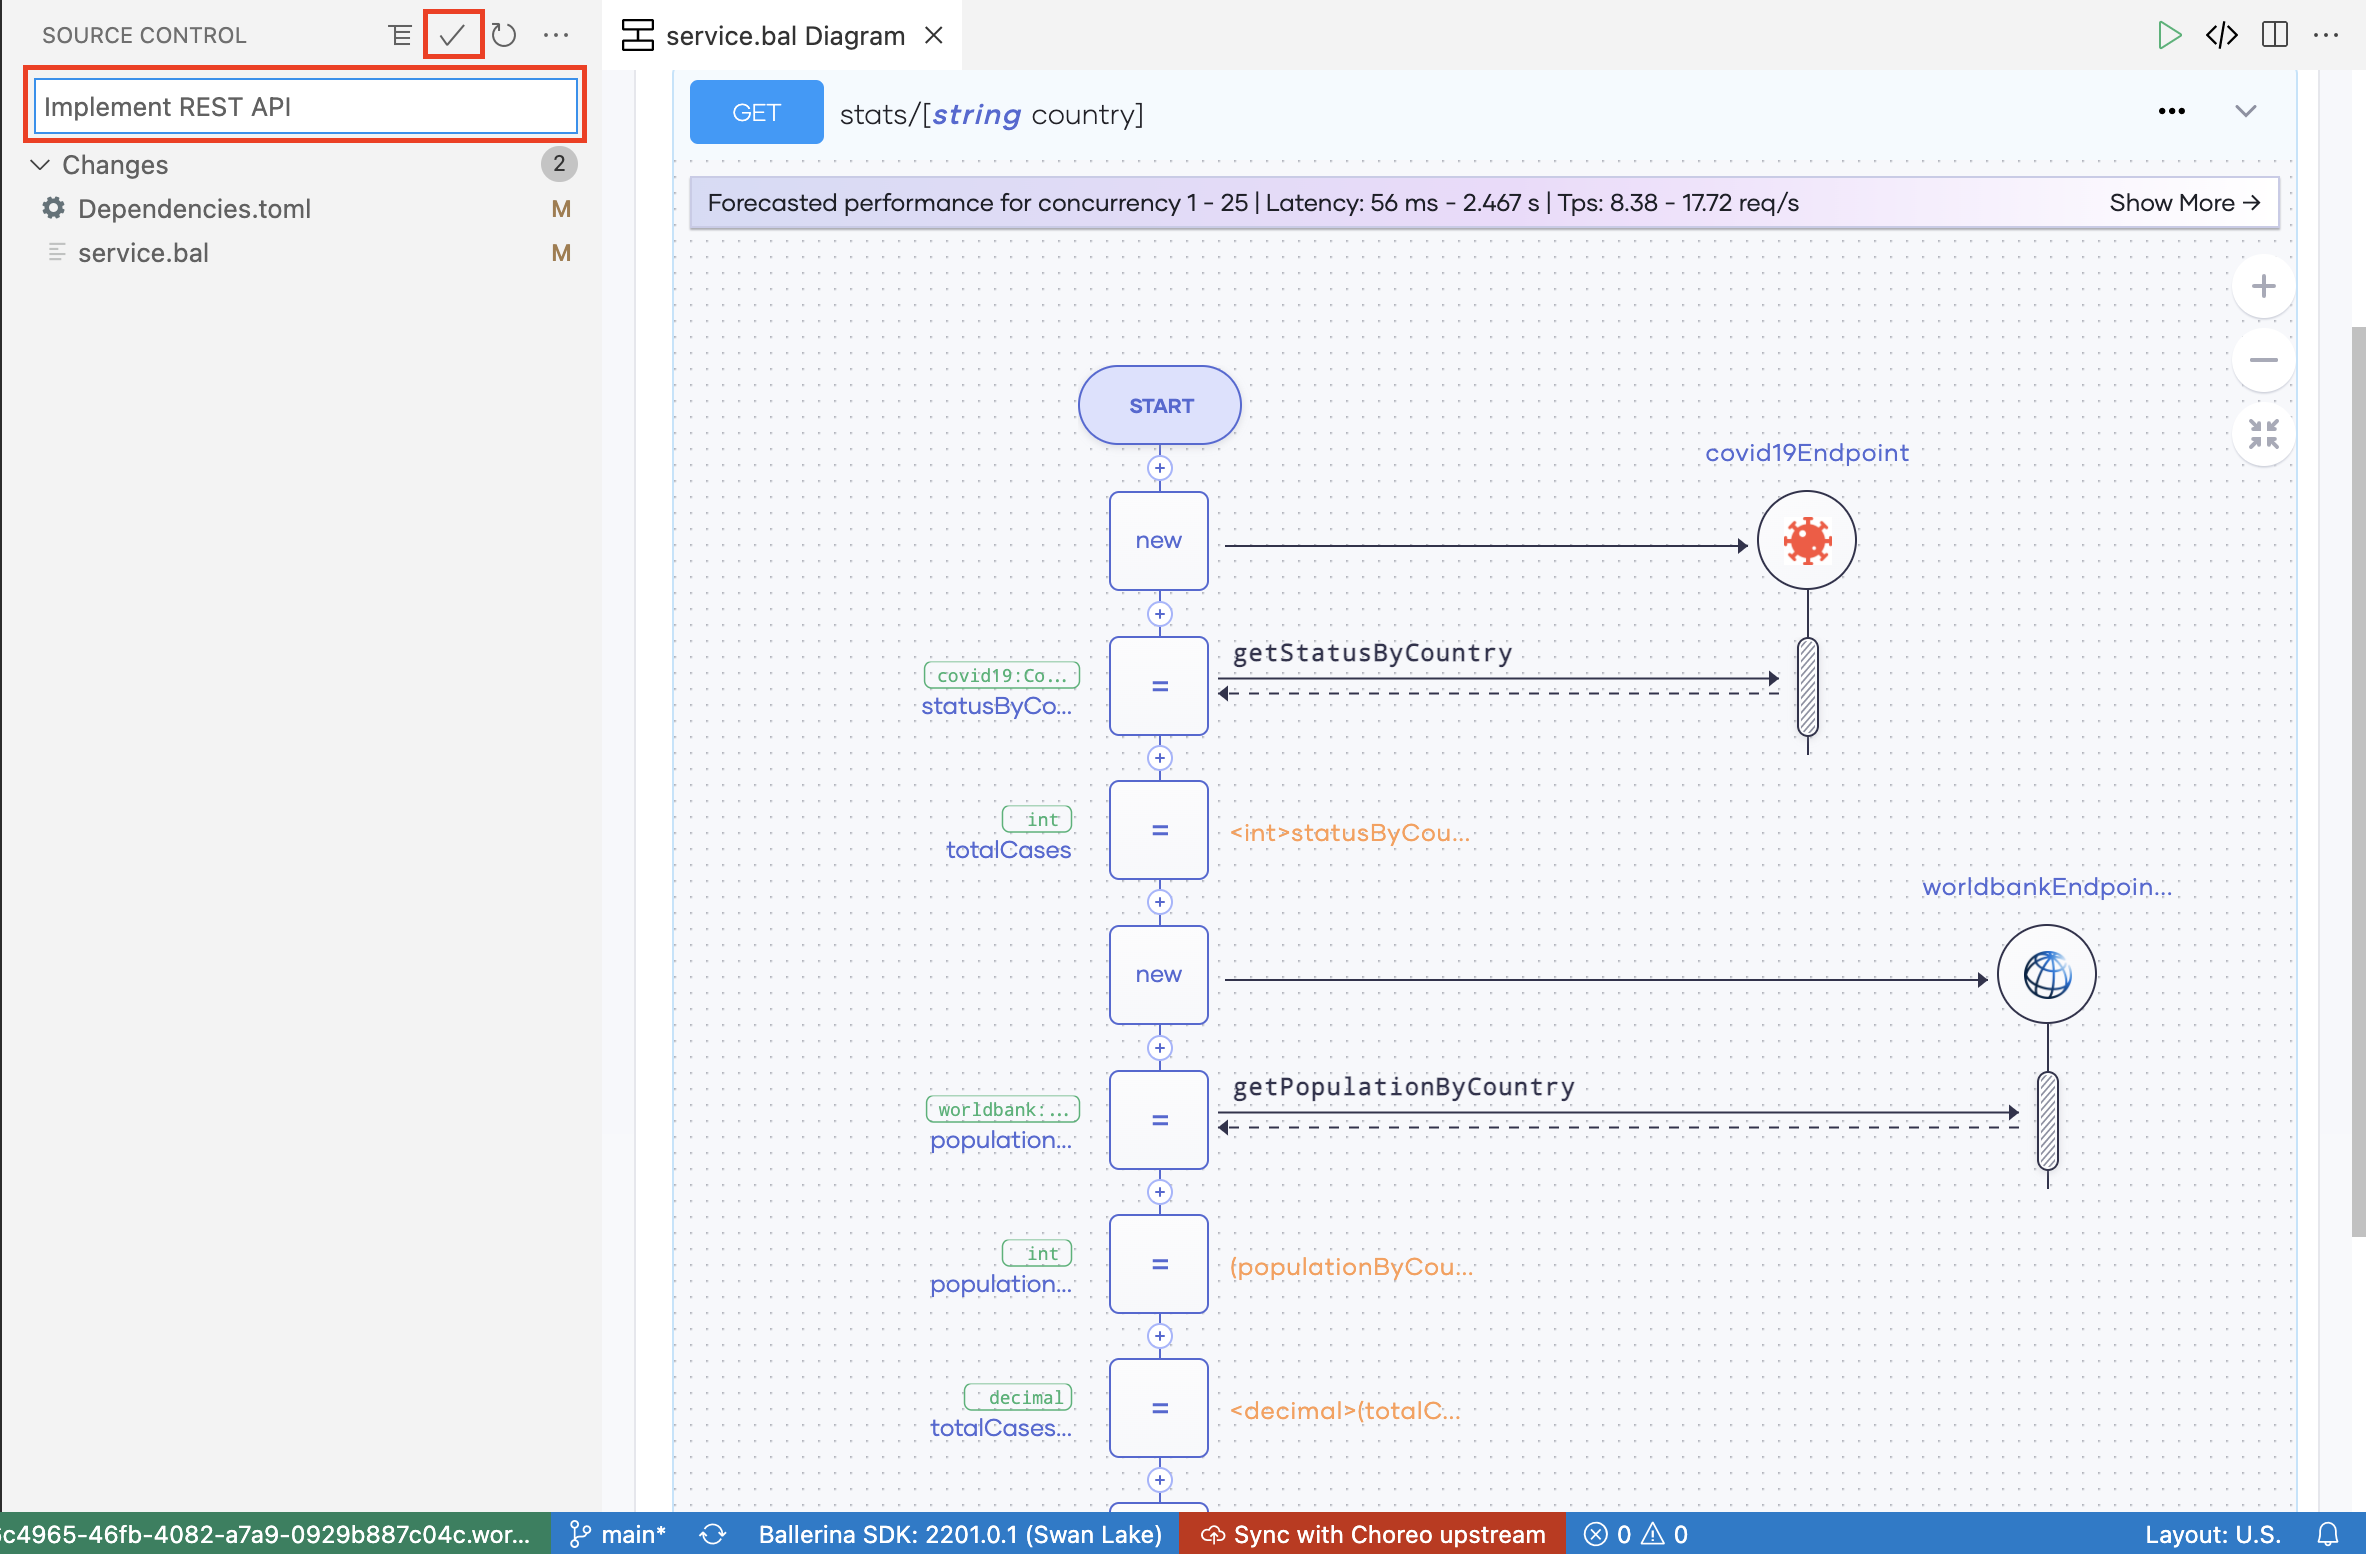 SOURCE CONTROL
Implement REST API
Changes 2
Dependencies.toml M
service.bal M
service.bal Diagram
GET stats/[string country]
Forecasted performance for concurrency 1 - 25 | Latency: 56 ms - 2.467 s | Tps: 8.38 - 17.72 req/s Show More →
START
covid19Endpoint
new
getStatusByCountry
covid19:Co...
statusByCo...
=
int
totalCases
=
<int>statusByCou...
worldbankEndpoin...
new
getPopulationByCountry
worldbank:...
population...
=
int
population...
=
(populationByCou...
decimal
totalCases...
=
<decimal>(totalC...
c4965-46fb-4082-a7a9-0929b887c04c.wor... main* Ballerina SDK: 2201.0.1 (Swan Lake) Sync with Choreo upstream 0 0 Layout: U.S.